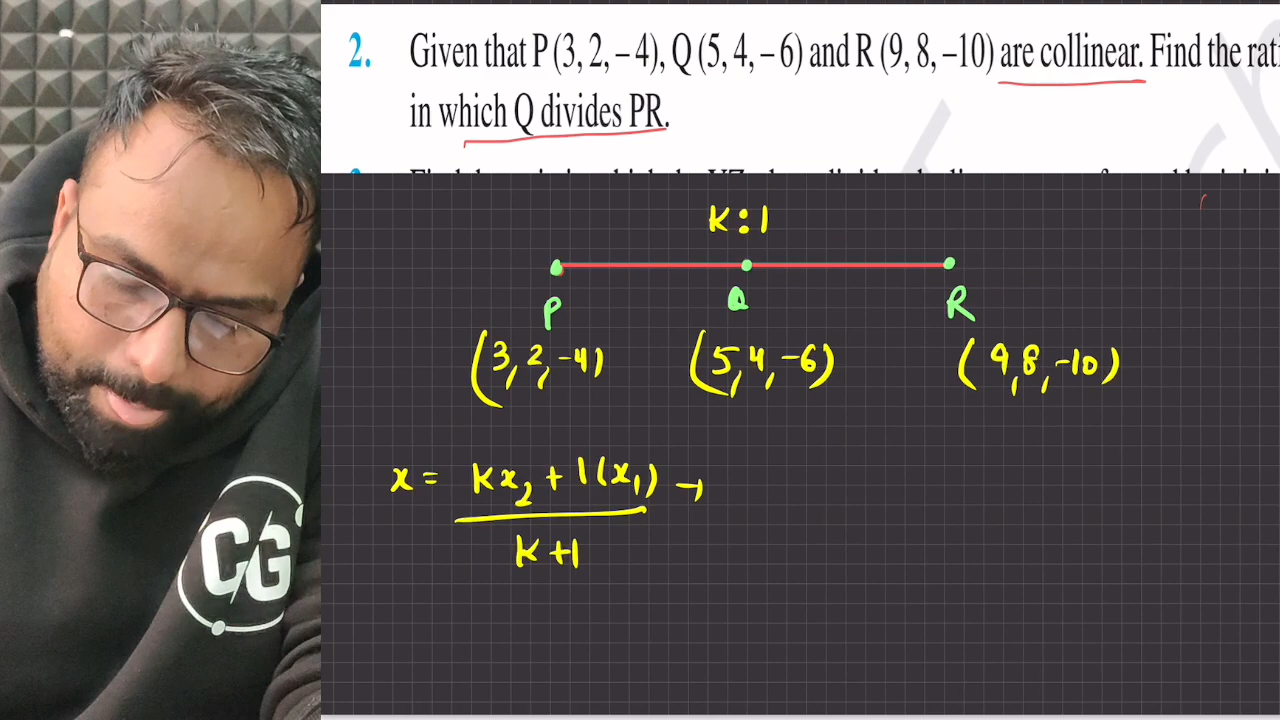 2. Given that P (3, 2, – 4), Q (5, 4, – 6) and R (9, 8, –10) are collinear. Find the
in which Q divides PR.
K : 1
P Q R
(3, 2, -4) (5, 4, -6) (9, 8, -10)
x = Kx₂ + 1(x₁) →
K + 1
CG